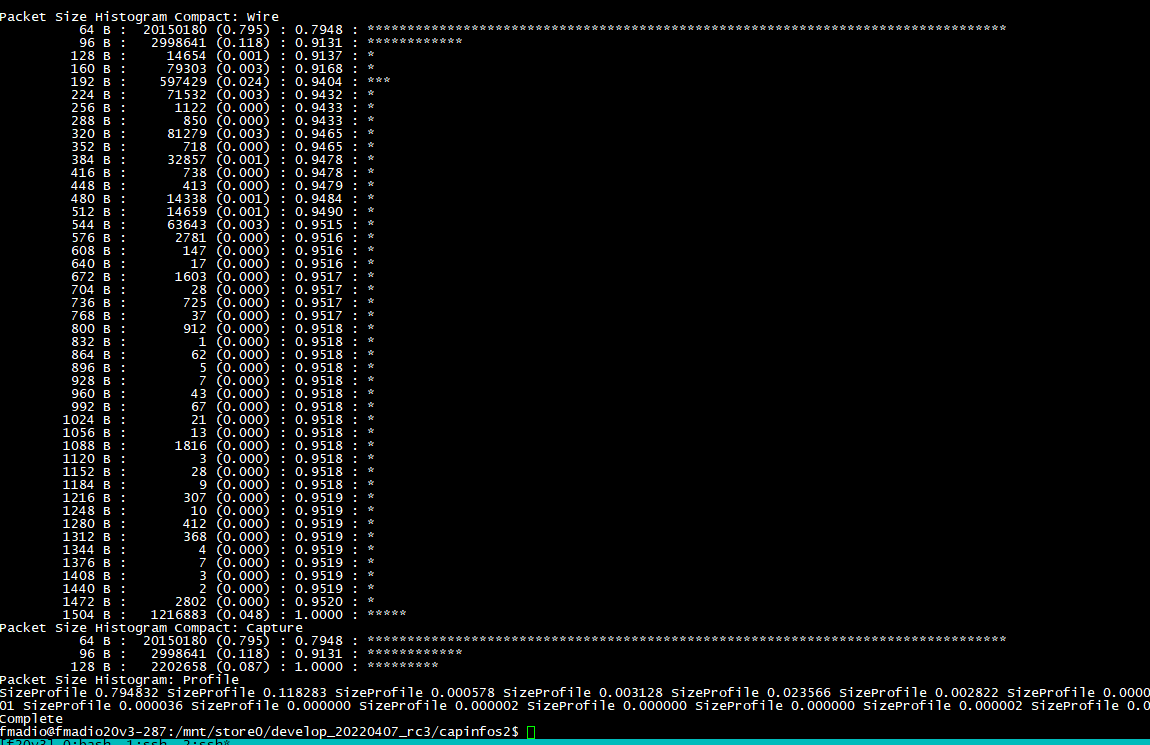 Packet Size Histogram Compact: Wire
64 B : 20150180 (0.795) : 0.7948 : ********************************************************************************
96 B : 2998641 (0.118) : 0.9131 : ************
128 B : 14654 (0.001) : 0.9137 : *
160 B : 79303 (0.003) : 0.9168 : *
192 B : 597429 (0.024) : 0.9404 : ***
224 B : 71532 (0.003) : 0.9432 : *
256 B : 1122 (0.000) : 0.9433 : *
288 B : 850 (0.000) : 0.9433 : *
320 B : 81279 (0.003) : 0.9465 : *
352 B : 718 (0.000) : 0.9465 : *
384 B : 32857 (0.001) : 0.9478 : *
416 B : 738 (0.000) : 0.9478 : *
448 B : 413 (0.000) : 0.9479 : *
480 B : 14338 (0.001) : 0.9484 : *
512 B : 14659 (0.001) : 0.9490 : *
544 B : 63643 (0.003) : 0.9515 : *
576 B : 2781 (0.000) : 0.9516 : *
608 B : 147 (0.000) : 0.9516 : *
640 B : 17 (0.000) : 0.9516 : *
672 B : 1603 (0.000) : 0.9517 : *
704 B : 28 (0.000) : 0.9517 : *
736 B : 725 (0.000) : 0.9517 : *
768 B : 37 (0.000) : 0.9517 : *
800 B : 912 (0.000) : 0.9518 : *
832 B : 1 (0.000) : 0.9518 : *
864 B : 62 (0.000) : 0.9518 : *
896 B : 5 (0.000) : 0.9518 : *
928 B : 7 (0.000) : 0.9518 : *
960 B : 43 (0.000) : 0.9518 : *
992 B : 67 (0.000) : 0.9518 : *
1024 B : 21 (0.000) : 0.9518 : *
1056 B : 13 (0.000) : 0.9518 : *
1088 B : 1816 (0.000) : 0.9518 : *
1120 B : 3 (0.000) : 0.9518 : *
1152 B : 28 (0.000) : 0.9518 : *
1184 B : 9 (0.000) : 0.9518 : *
1216 B : 307 (0.000) : 0.9519 : *
1248 B : 10 (0.000) : 0.9519 : *
1280 B : 412 (0.000) : 0.9519 : *
1312 B : 368 (0.000) : 0.9519 : *
1344 B : 4 (0.000) : 0.9519 : *
1376 B : 7 (0.000) : 0.9519 : *
1408 B : 3 (0.000) : 0.9519 : *
1440 B : 2 (0.000) : 0.9519 : *
1472 B : 2802 (0.000) : 0.9520 : *
1504 B : 1216883 (0.048) : 1.0000 : *****
Packet Size Histogram Compact: Capture
64 B : 20150180 (0.795) : 0.7948 : ********************************************************************************
96 B : 2998641 (0.118) : 0.9131 : ************
128 B : 2202658 (0.087) : 1.0000 : *********
Packet Size Histogram: Profile
SizeProfile 0.794832 SizeProfile 0.118283 SizeProfile 0.000578 SizeProfile 0.003128 SizeProfile 0.023566 SizeProfile 0.002822 SizeProfile 0.0000
01 SizeProfile 0.000036 SizeProfile 0.000000 SizeProfile 0.000002 SizeProfile 0.000000 SizeProfile 0.000000 SizeProfile 0.000002 SizeProfile 0.0
Complete
fmadio@fmadio20v3-287:/mnt/store0/develop_20220407_rc3/capinfos2$
[f20v3] 0:bash 1:ssh 2:ssh*